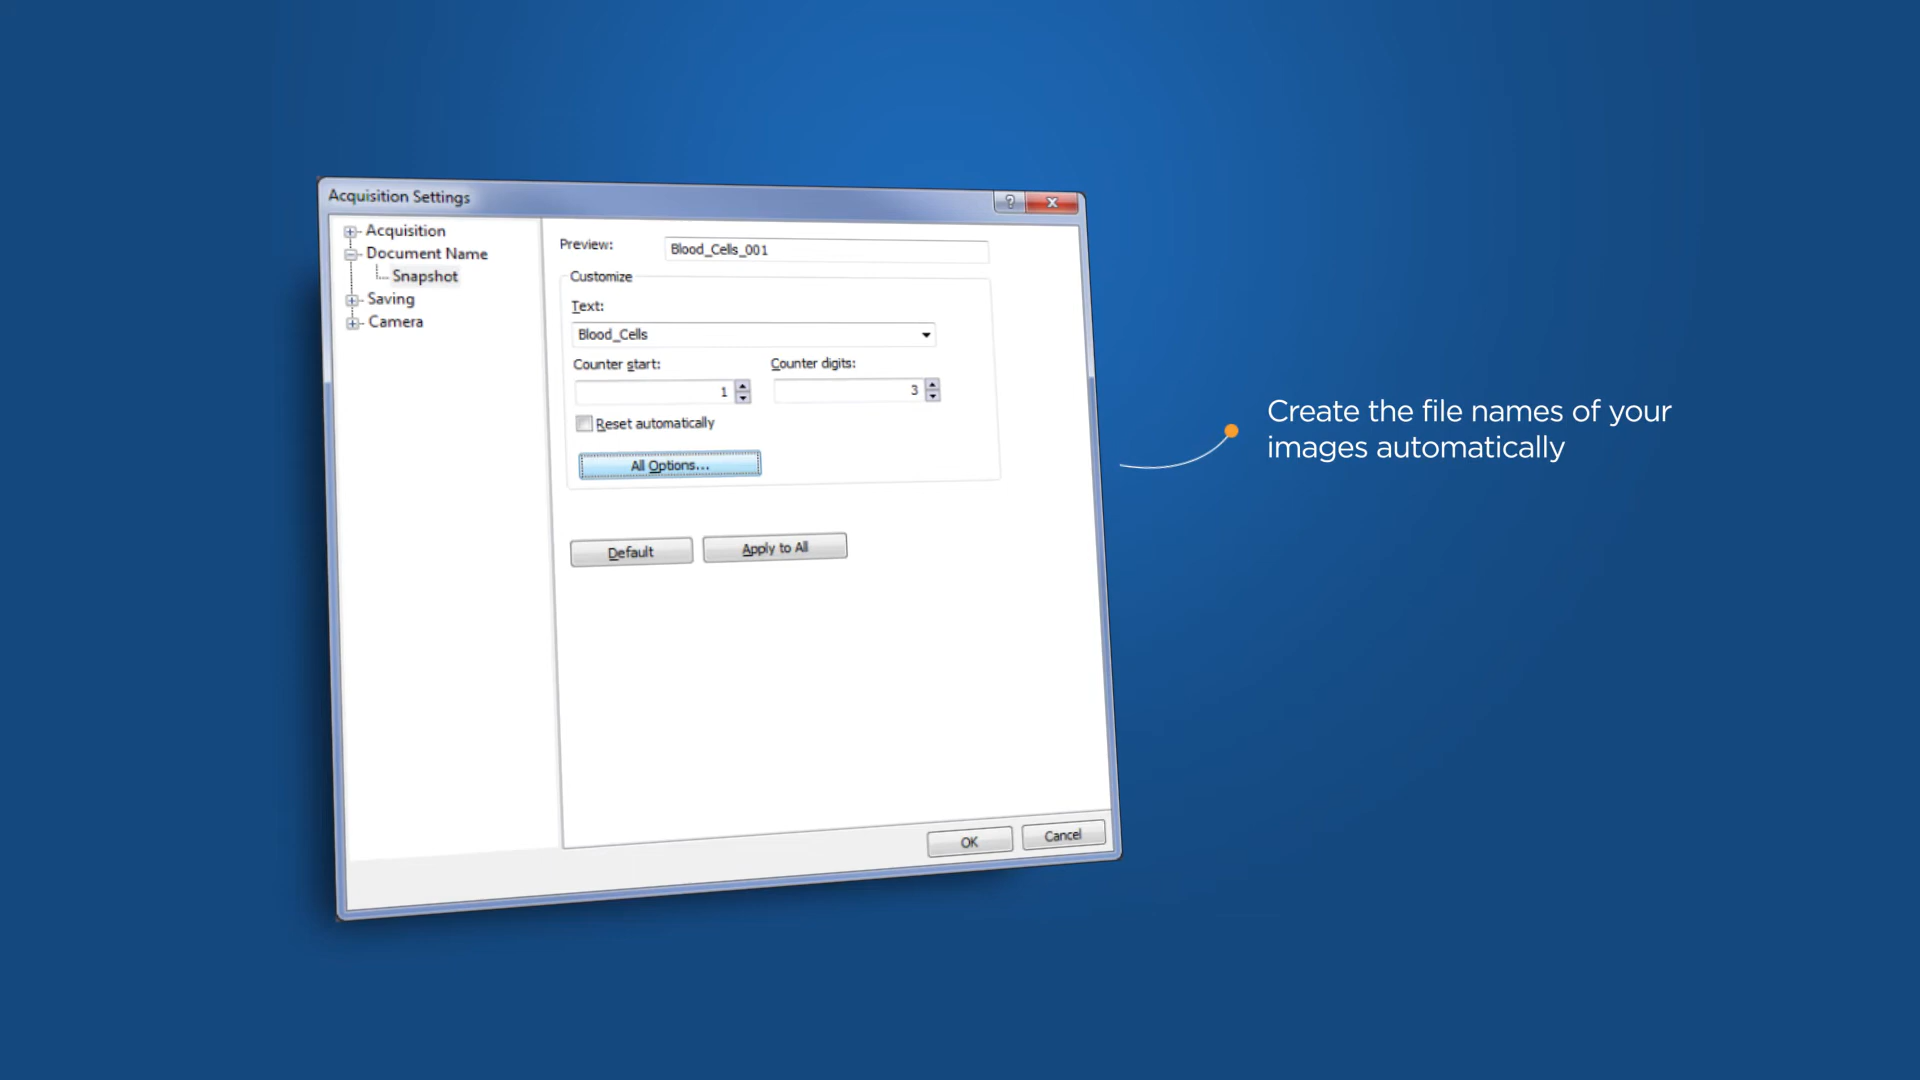 Acquisition Settings
?
x
Acquisition
Document Name
Snapshot
Saving
Camera
Preview:
Blood_Cells_001
Customize
Text:
Blood_Cells
Counter start:
Counter digits:
1
3
Reset automatically
All Options...
Default
Apply to All
OK
Cancel
Create the file names of your
images automatically